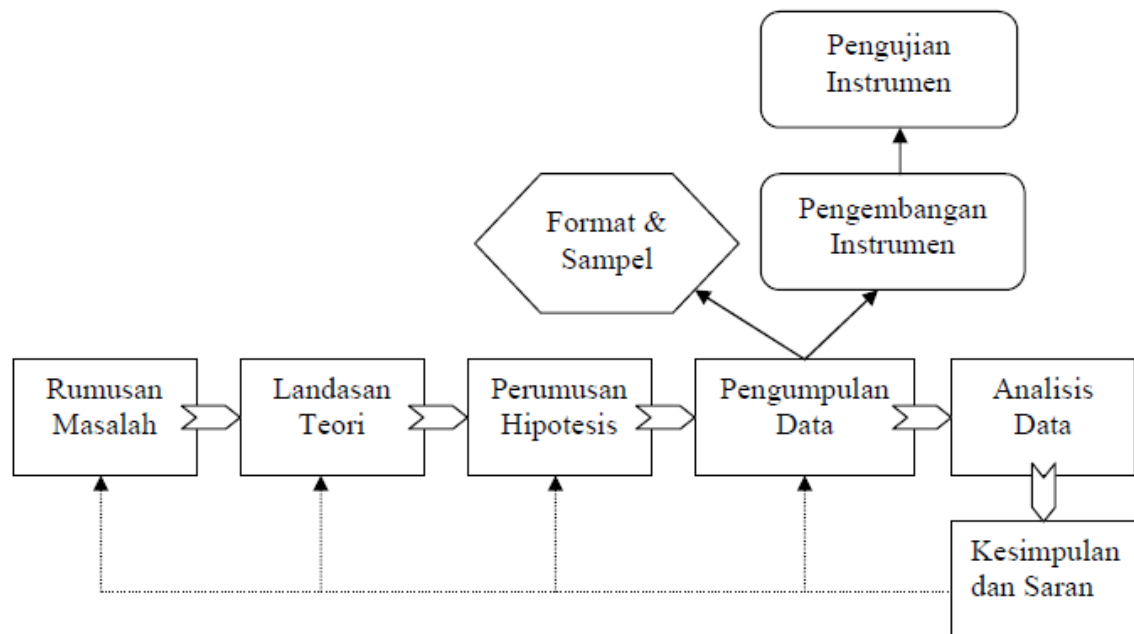 Pengujian
Instrumen
Format &
Sampel
Pengembangan
Instrumen
Rumusan
Masalah
Landasan
Teori
Perumusan
Hipotesis
Pengumpulan
Data
Analisis
Data
Kesimpulan
dan Saran